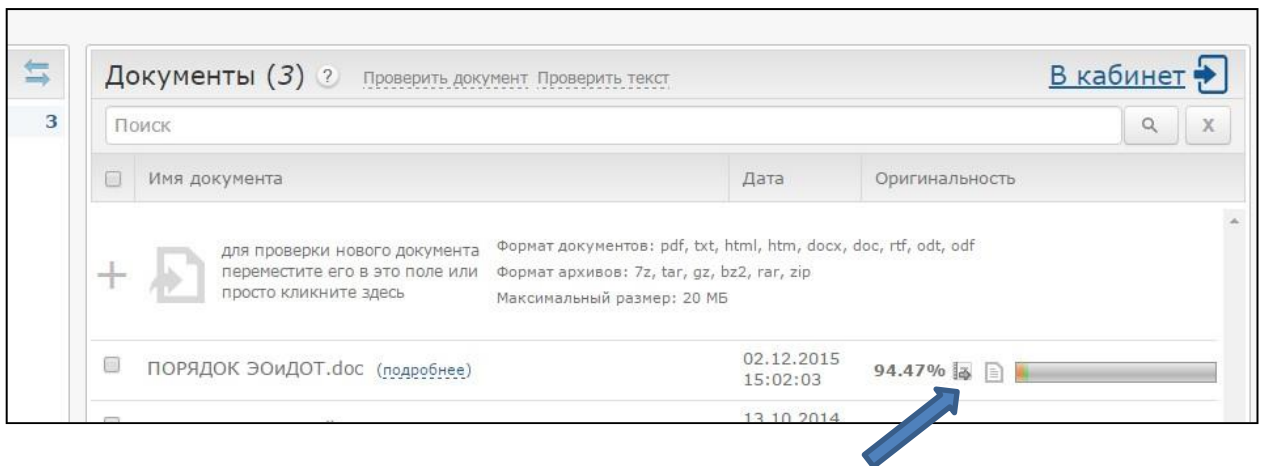 Документы (3) ? Проверить документ Проверить текст В кабинет
3
Поиск X
Имя документа Дата Оригинальность
для проверки нового документа переместите его в это поле или просто кликните здесь
Формат документов: pdf, txt, html, htm, docx, doc, rtf, odt, odf
Формат архивов: 7z, tar, gz, bz2, rar, zip
Максимальный размер: 20 МБ
ПОРЯДОК ЭОиДОТ.doc (подробнее) 02.12.2015 15:02:03 94.47%
13.10.2014